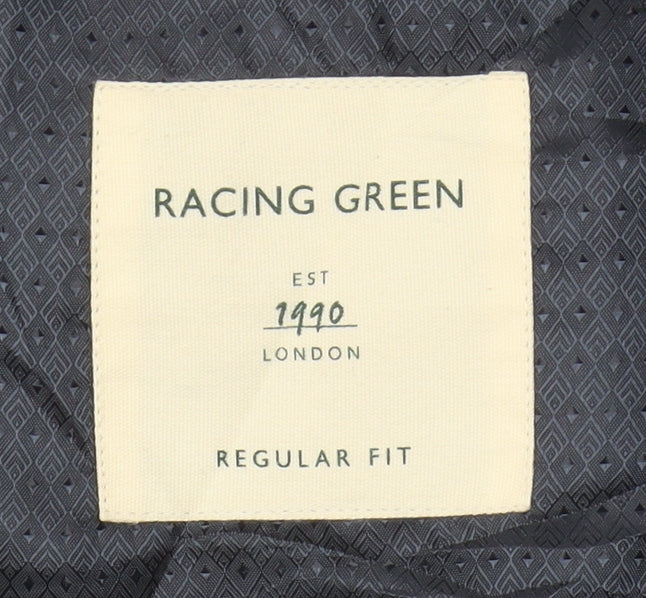 RACING GREEN
EST
1990
LONDON
REGULAR FIT